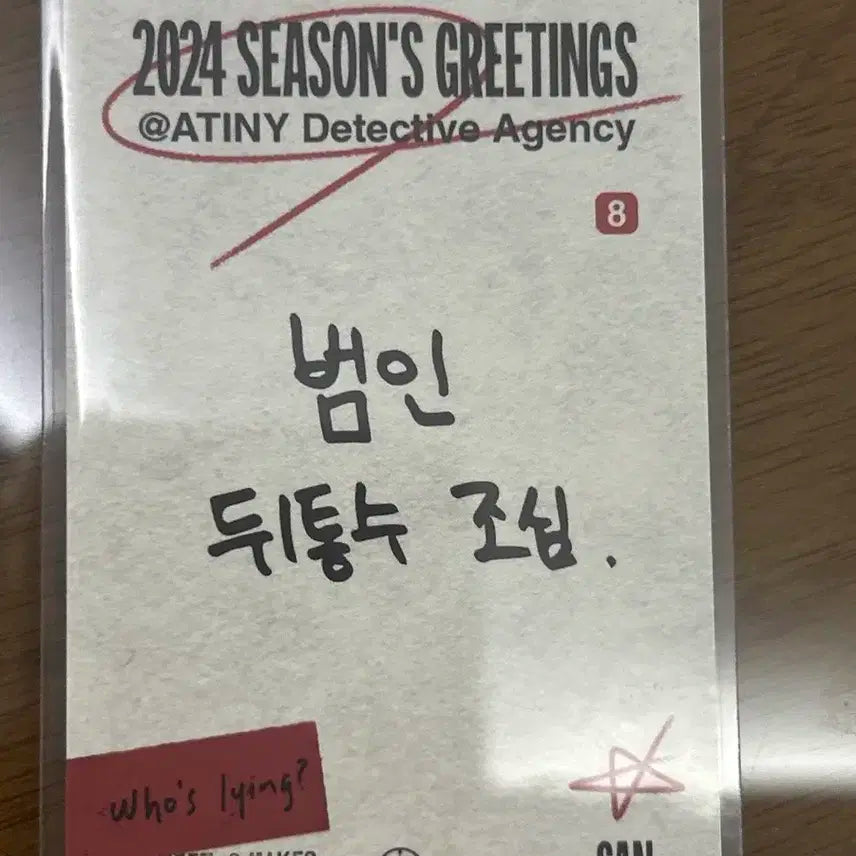 2024 SEASON'S GREETINGS
@ATINY Detective Agency
8
범인
뒤통수 조심.
who's lying?